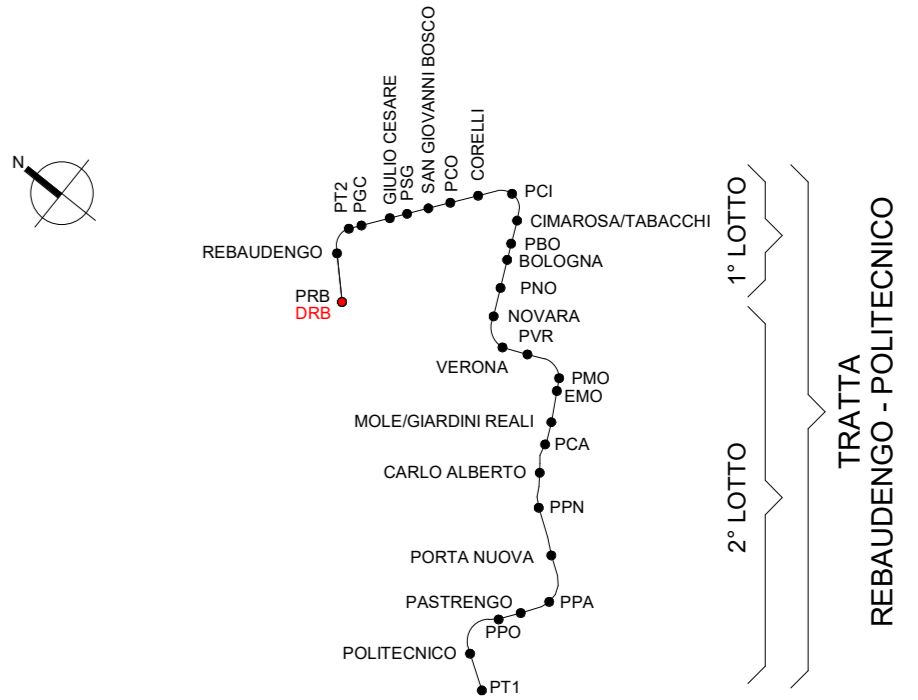 N
SAN GIOVANNI BOSCO
GIULIO CESARE
CORELLI
PT2
PGC
PSG
PCO
PCI
CIMAROSA/TABACCHI
REBAUDENGO
PBO
BOLOGNA
PRB
DRB
PNO
NOVARA
PVR
VERONA
PMO
EMO
MOLE/GIARDINI REALI
PCA
CARLO ALBERTO
PPN
PORTA NUOVA
PASTRENGO
PPA
PPO
POLITECNICO
PT1
1° LOTTO
2° LOTTO
TRATTA
REBAUDENGO - POLITECNICO